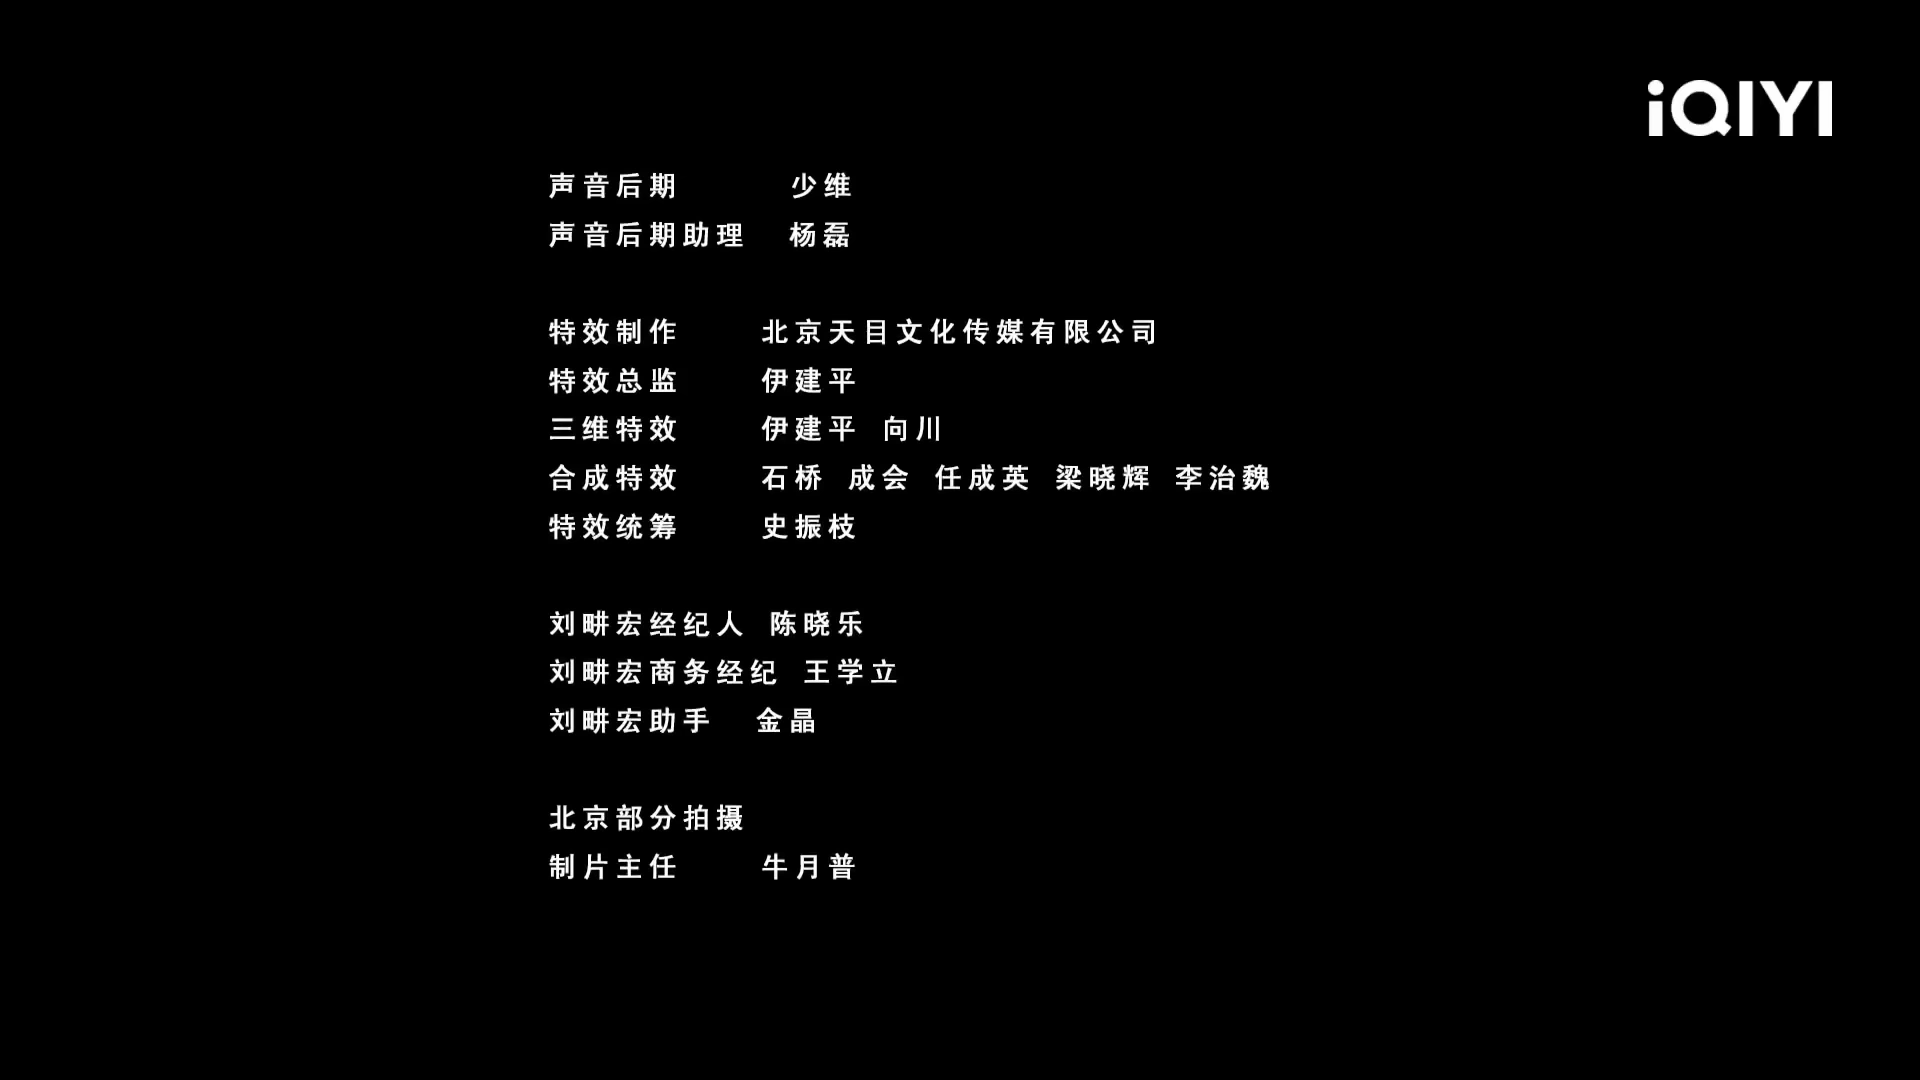 iQIYI
声音后期 少维
声音后期助理 杨磊
特效制作 北京天目文化传媒有限公司
特效总监 伊建平
三维特效 伊建平 向川
合成特效 石桥 成会 任成英 梁晓辉 李治魏
特效统筹 史振枝
刘畊宏经纪人 陈晓乐
刘畊宏商务经纪 王学立
刘畊宏助手 金晶
北京部分拍摄
制片主任 牛月普